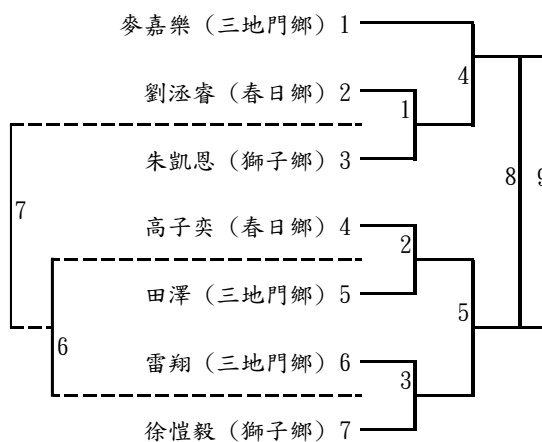 麥嘉樂 (三地門鄉) 1
4
劉丞睿 (春日鄉) 2
1
朱凱恩 (獅子鄉) 3
8
9
7
高子奕 (春日鄉) 4
2
田澤 (三地門鄉) 5
5
6
雷翔 (三地門鄉) 6
3
徐愷毅 (獅子鄉) 7